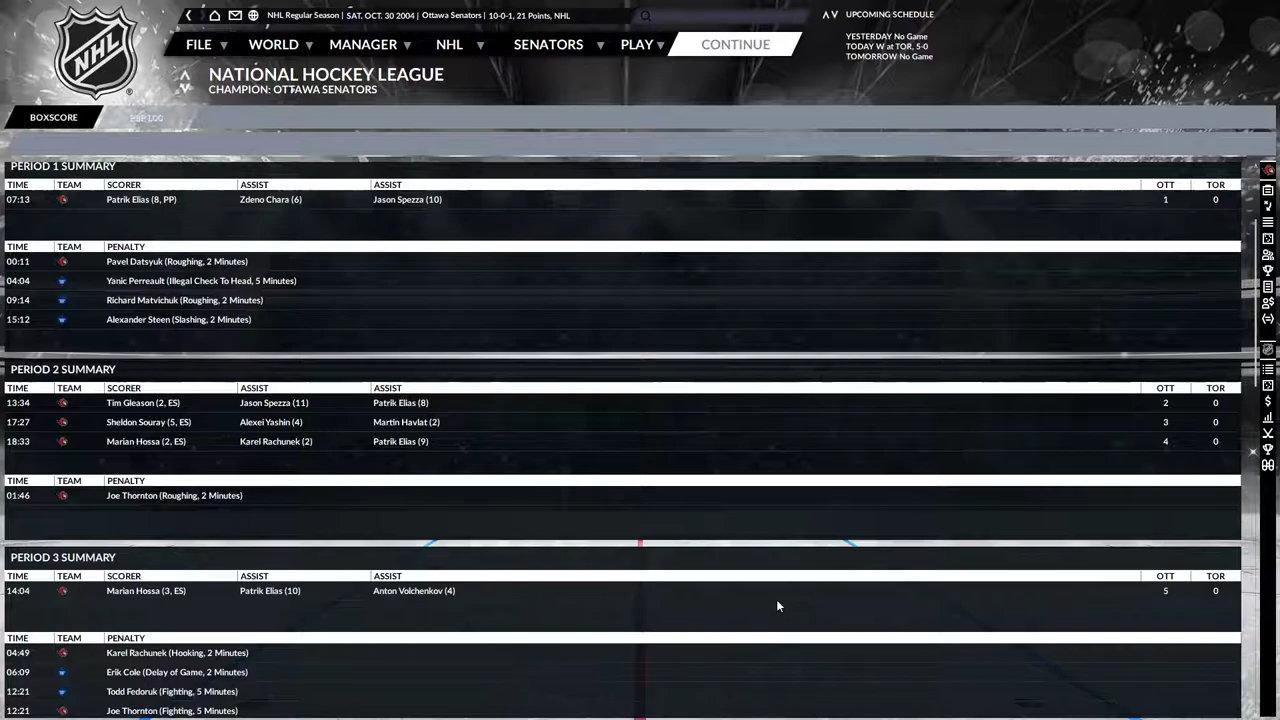 NHL Regular Season | SAT. OCT. 30 2004 | Ottawa Senators | 10-0-1, 21 Points, NHL
UPCOMING SCHEDULE
YESTERDAY No Game
TODAY W at TOR, 5-0
TOMORROW No Game
NHL
FILE WORLD MANAGER NHL SENATORS PLAY CONTINUE
NATIONAL HOCKEY LEAGUE
CHAMPION: OTTAWA SENATORS
BOXSCORE
PERIOD 1 SUMMARY
TIME TEAM SCORER ASSIST ASSIST OTT TOR
07:13 Patrik Elias (8, PP) Zdeno Chara (6) Jason Spezza (10) 1 0
TIME TEAM PENALTY
00:11 Pavel Datsyuk (Roughing, 2 Minutes)
04:04 Yanic Perreault (Illegal Check To Head, 5 Minutes)
09:14 Richard Matvichuk (Roughing, 2 Minutes)
15:12 Alexander Steen (Slashing, 2 Minutes)
PERIOD 2 SUMMARY
TIME TEAM SCORER ASSIST ASSIST OTT TOR
13:34 Tim Gleason (2, ES) Jason Spezza (11) Patrik Elias (8) 2 0
17:27 Sheldon Souray (5, ES) Alexei Yashin (4) Martin Havlat (2) 3 0
18:33 Marian Hossa (2, ES) Karel Rachunek (2) Patrik Elias (9) 4 0
TIME TEAM PENALTY
01:46 Joe Thornton (Roughing, 2 Minutes)
PERIOD 3 SUMMARY
TIME TEAM SCORER ASSIST ASSIST OTT TOR
14:04 Marian Hossa (3, ES) Patrik Elias (10) Anton Volchenkov (4) 5 0
TIME TEAM PENALTY
04:49 Karel Rachunek (Hooking, 2 Minutes)
06:09 Erik Cole (Delay of Game, 2 Minutes)
12:21 Todd Fedoruk (Fighting, 5 Minutes)
12:21 Joe Thornton (Fighting, 5 Minutes)